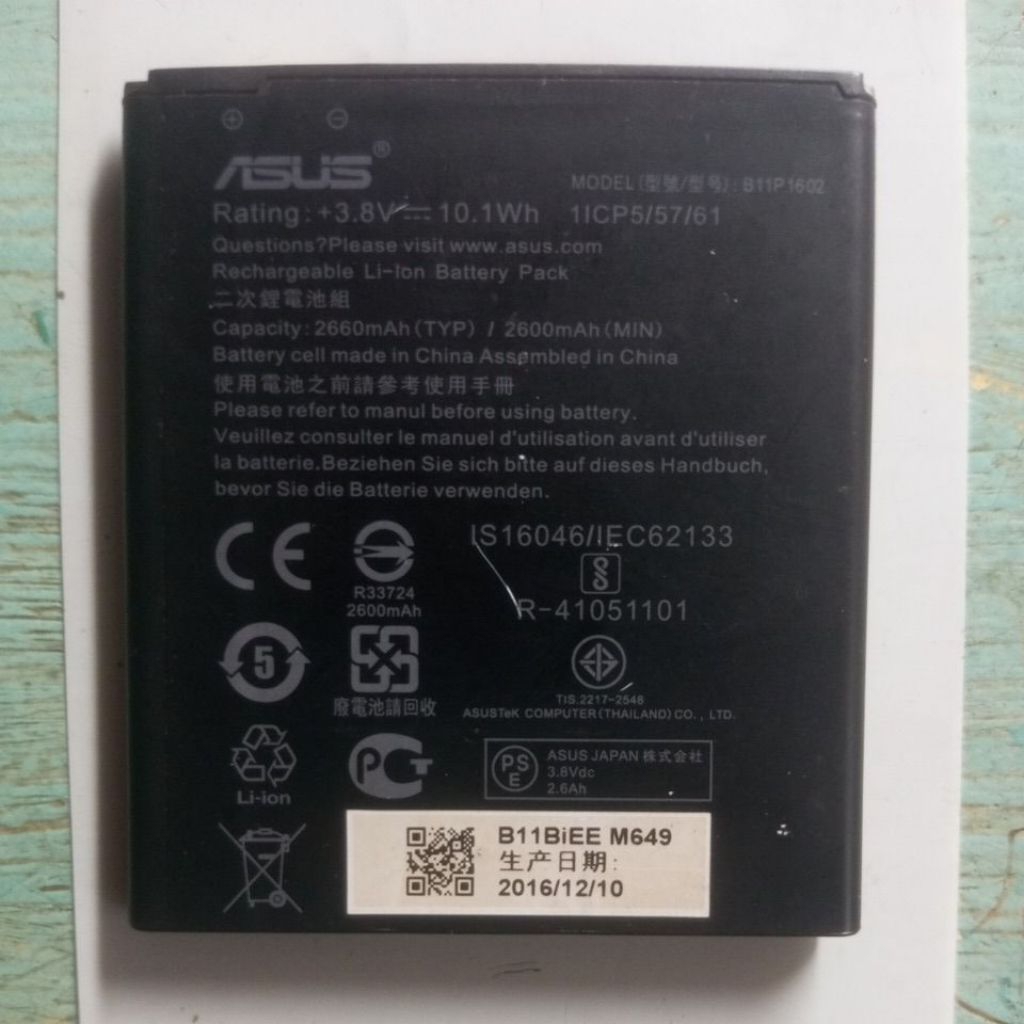 ASUS®
MODEL (型號/型号) : B11P1602
Rating: +3.8V⎓10.1Wh 1ICP5/57/61
Questions?Please visit www.asus.com
Rechargeable Li-Ion Battery Pack
二次鋰電池組
Capacity: 2660mAh (TYP) / 2600mAh (MIN)
Battery cell made in China Assembled in China
使用電池之前請參考使用手冊
Please refer to manul before using battery.
Veuillez consulter le manuel d'utilisation avant d'utiliser
la batterie.Beziehen Sie sich bitte auf dieses Handbuch,
bevor Sie die Batterie verwenden.
CE
R33724
2600mAh
IS16046/IEC62133
R-41051101
5
廢電池請回收
TIS.2217-2548
ASUSTeK COMPUTER (THAILAND) CO., LTD.
Li-ion
PCT
PSE
ASUS JAPAN 株式会社
3.8Vdc
2.6Ah
B11BiEE M649
生产日期:
2016/12/10